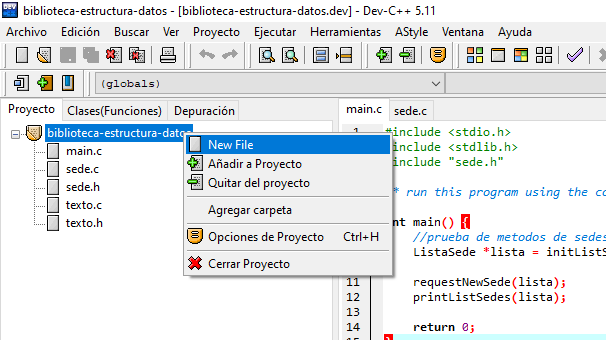 biblioteca-estructura-datos - [biblioteca-estructura-datos.dev] - Dev-C++ 5.11
Archivo Edición Buscar Ver Proyecto Ejecutar Herramientas AStyle Ventana Ayuda
(globals)
Proyecto Clases(Funciones) Depuración
main.c sede.c
biblioteca-estructura-datos
main.c
sede.c
sede.h
texto.c
texto.h
New File
Añadir a Proyecto
Quitar del proyecto
Agregar carpeta
Opciones de Proyecto Ctrl+H
Cerrar Proyecto
1 #include <stdio.h>
#include <stdlib.h>
#include "sede.h"
* run this program using the co
nt main() {
//prueba de metodos de sedes
ListaSede *lista = initListS
11 requestNewSede(lista);
12 printListSedes(lista);
13
14 return 0;
15 }